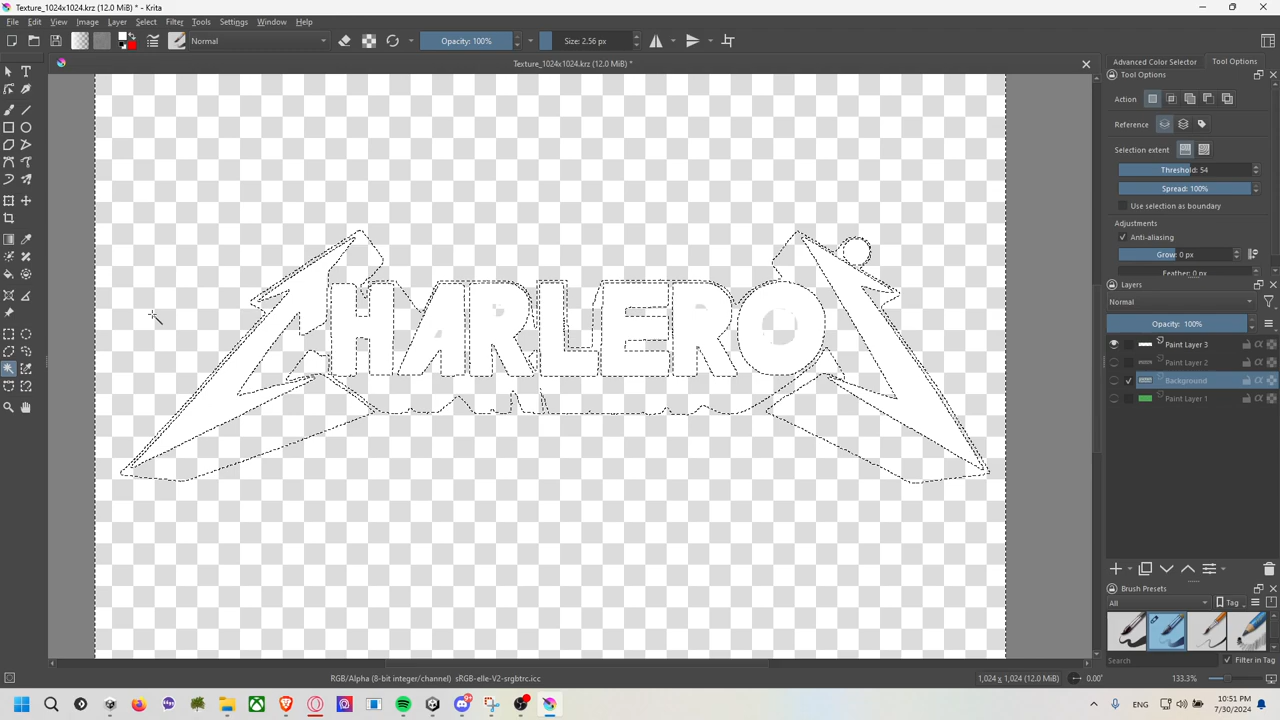 Texture_1024x1024.krz (12.0 MiB) * - Krita
File Edit View Image Layer Select Filter Tools Settings Window Help
Normal Opacity: 100% Size: 2.56 px
Texture_1024x1024.krz (12.0 MiB) *
Advanced Color Selector Tool Options
Tool Options
Action
Reference
Selection extent
Threshold: 54
Spread: 100%
Use selection as boundary
Adjustments
Anti-aliasing
Grow: 0 px
Feather: 0 px
Layers
Normal
Opacity: 100%
Paint Layer 3
Paint Layer 2
Background
Paint Layer 1
HARLERO
Brush Presets
All Tag
Search Filter in Tag
RGB/Alpha (8-bit integer/channel) sRGB-elle-V2-srgbtrc.icc 1,024 x 1,024 (12.0 MiB) 0.00° 133.3%
9+ ENG 10:51 PM
7/30/2024